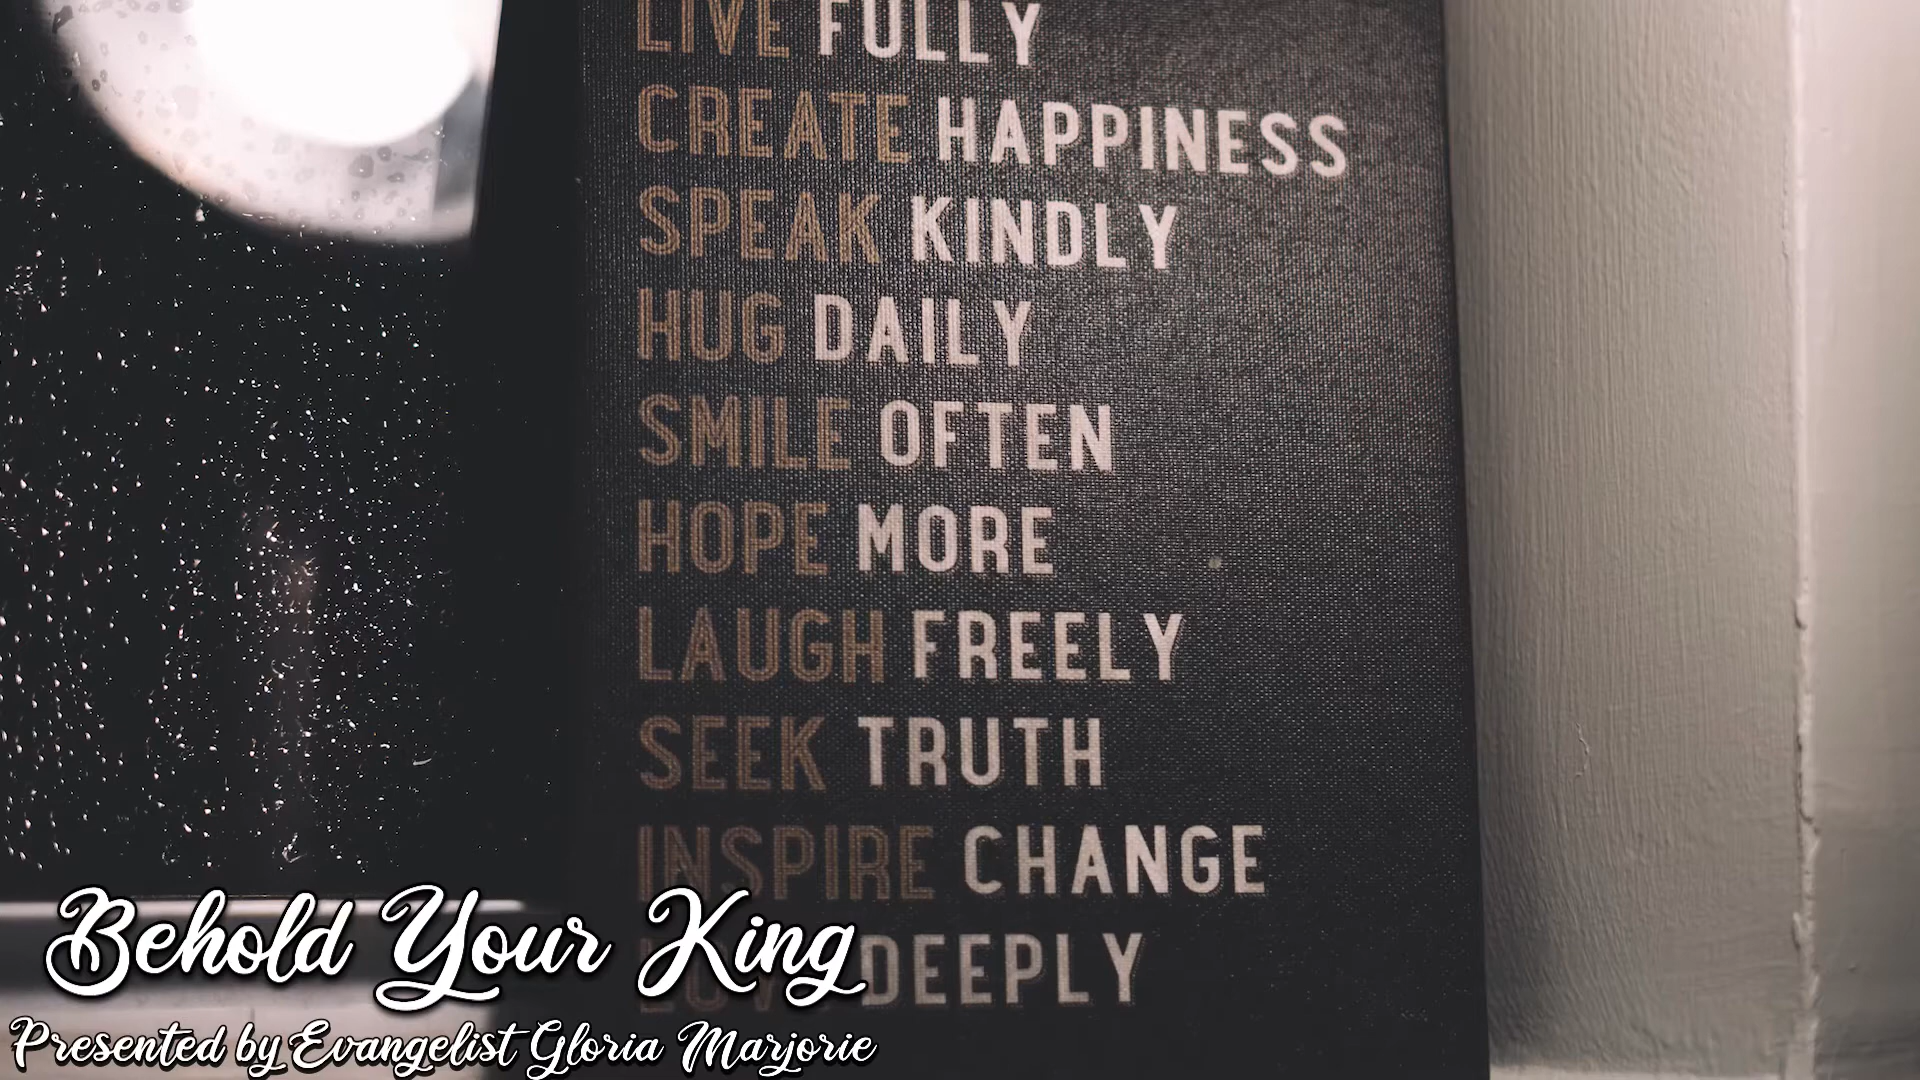 LIVE FULLY
CREATE HAPPINESS
SPEAK KINDLY
HUG DAILY
SMILE OFTEN
HOPE MORE
LAUGH FREELY
SEEK TRUTH
INSPIRE CHANGE
LOVE DEEPLY
Behold Your King
Presented by Evangelist Gloria Marjorie